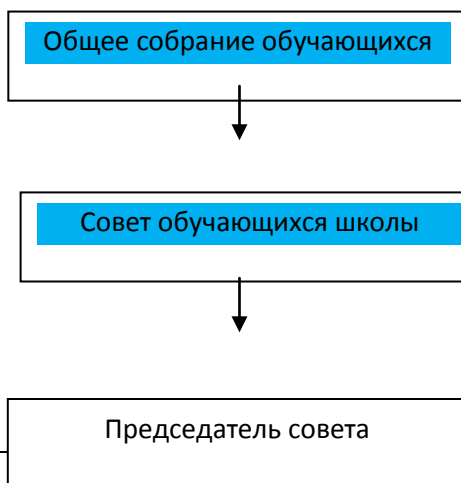 Общее собрание обучающихся
Совет обучающихся школы
Председатель совета